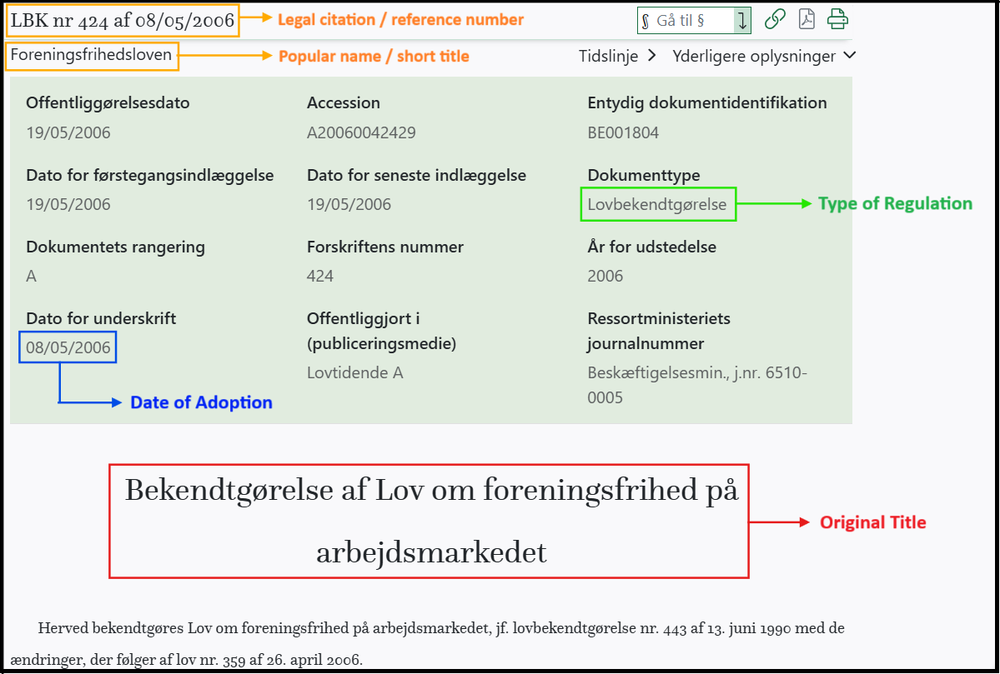 LBK nr 424 af 08/05/2006
Legal citation / reference number
§ Gå til §
Foreningsfrihedsloven
Popular name / short title
Tidslinje
Yderligere oplysninger
Offentliggørelsesdato
19/05/2006
Accession
A20060042429
Entydig dokumentidentifikation
BE001804
Dato for førstegangsindlæggelse
19/05/2006
Dato for seneste indlæggelse
19/05/2006
Dokumenttype
Lovbekendtgørelse
Type of Regulation
Dokumentets rangering
A
Forskriftens nummer
424
År for udstedelse
2006
Dato for underskrift
08/05/2006
Date of Adoption
Offentliggjort i
(publiceringsmedie)
Lovtidende A
Ressortministeriets
journalnummer
Beskæftigelsesmin., j.nr. 6510-
0005
Bekendtgørelse af Lov om foreningsfrihed på
arbejdsmarkedet
Original Title
Herved bekendtgøres Lov om foreningsfrihed på arbejdsmarkedet, jf. lovbekendtgørelse nr. 443 af 13. juni 1990 med de
ændringer, der følger af lov nr. 359 af 26. april 2006.